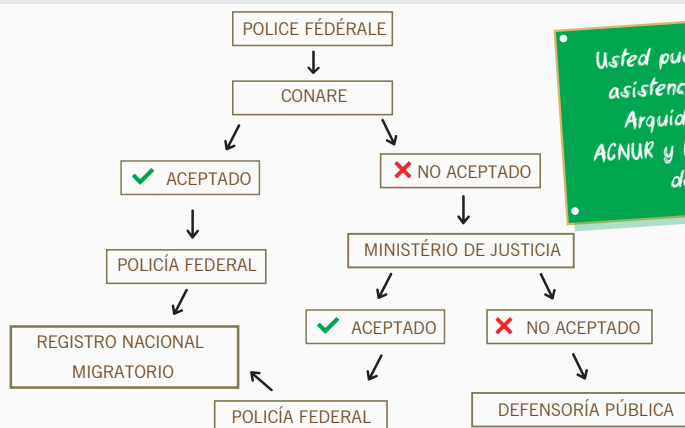 POLICE FÉDÉRALE
CONARE
ACEPTADO
NO ACEPTADO
POLICÍA FEDERAL
MINISTÉRIO DE JUSTICIA
ACEPTADO
NO ACEPTADO
REGISTRO NACIONAL
MIGRATORIO
POLICÍA FEDERAL
DEFENSORÍA PÚBLICA
Usted
asistenc
Arquid
ACNUR y